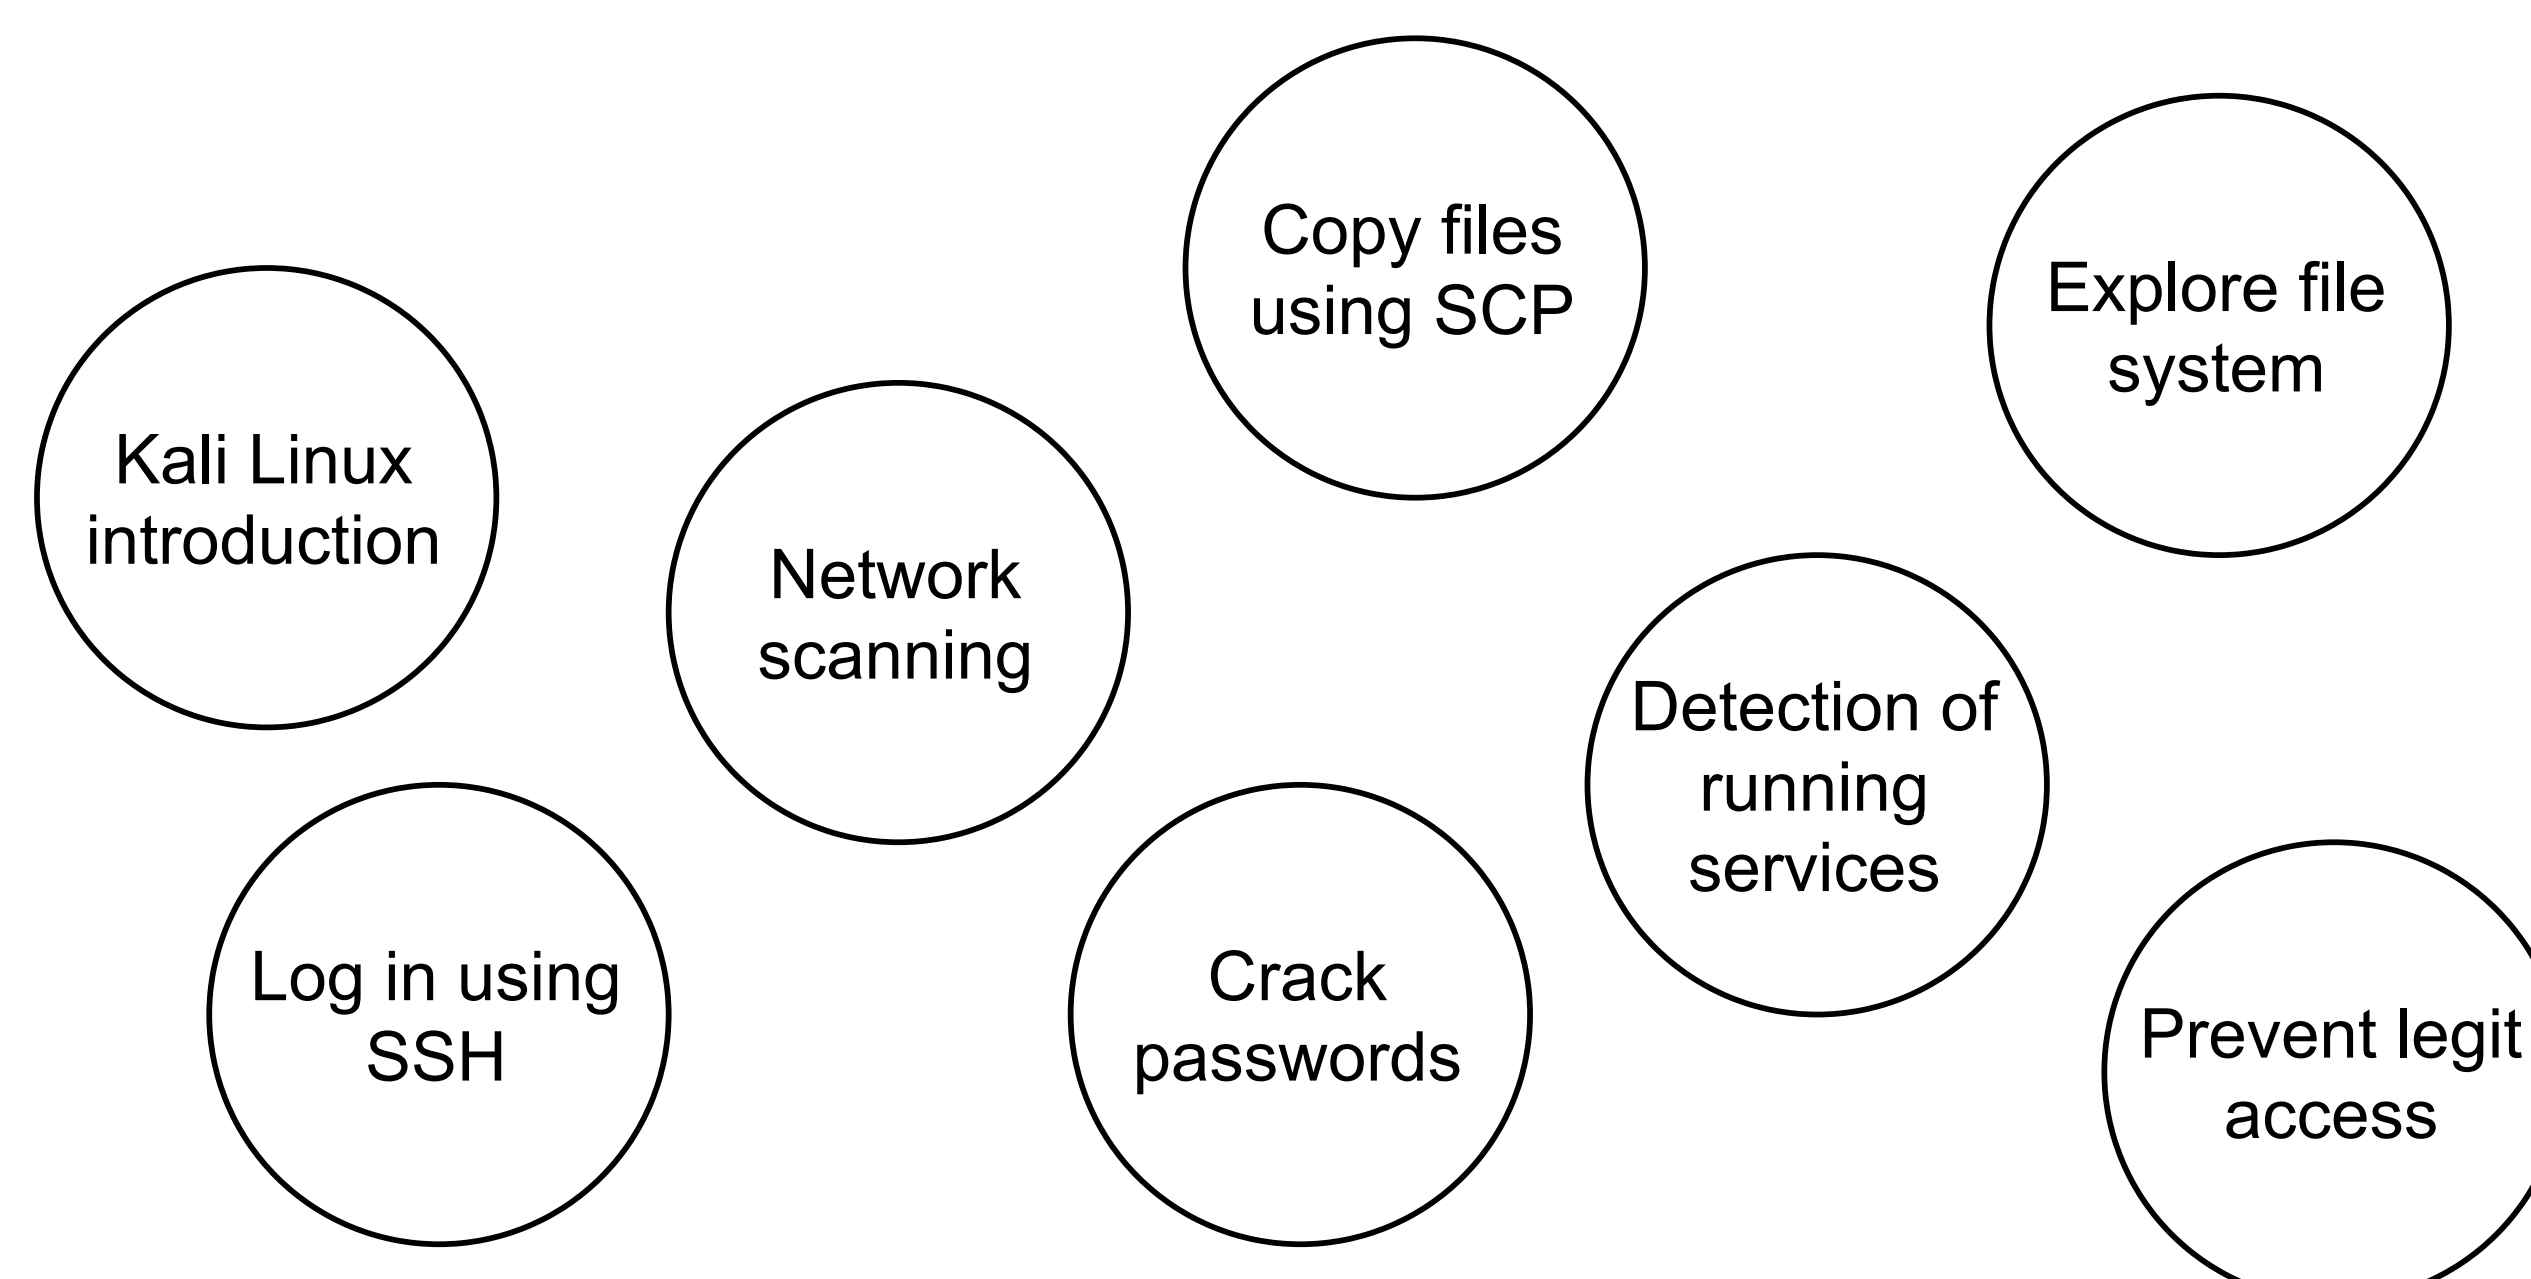 Kali Linux
introduction
Log in using
SSH
Network
scanning
Copy files
using SCP
Crack
passwords
Detection of
running
services
Explore file
system
Prevent legit
access